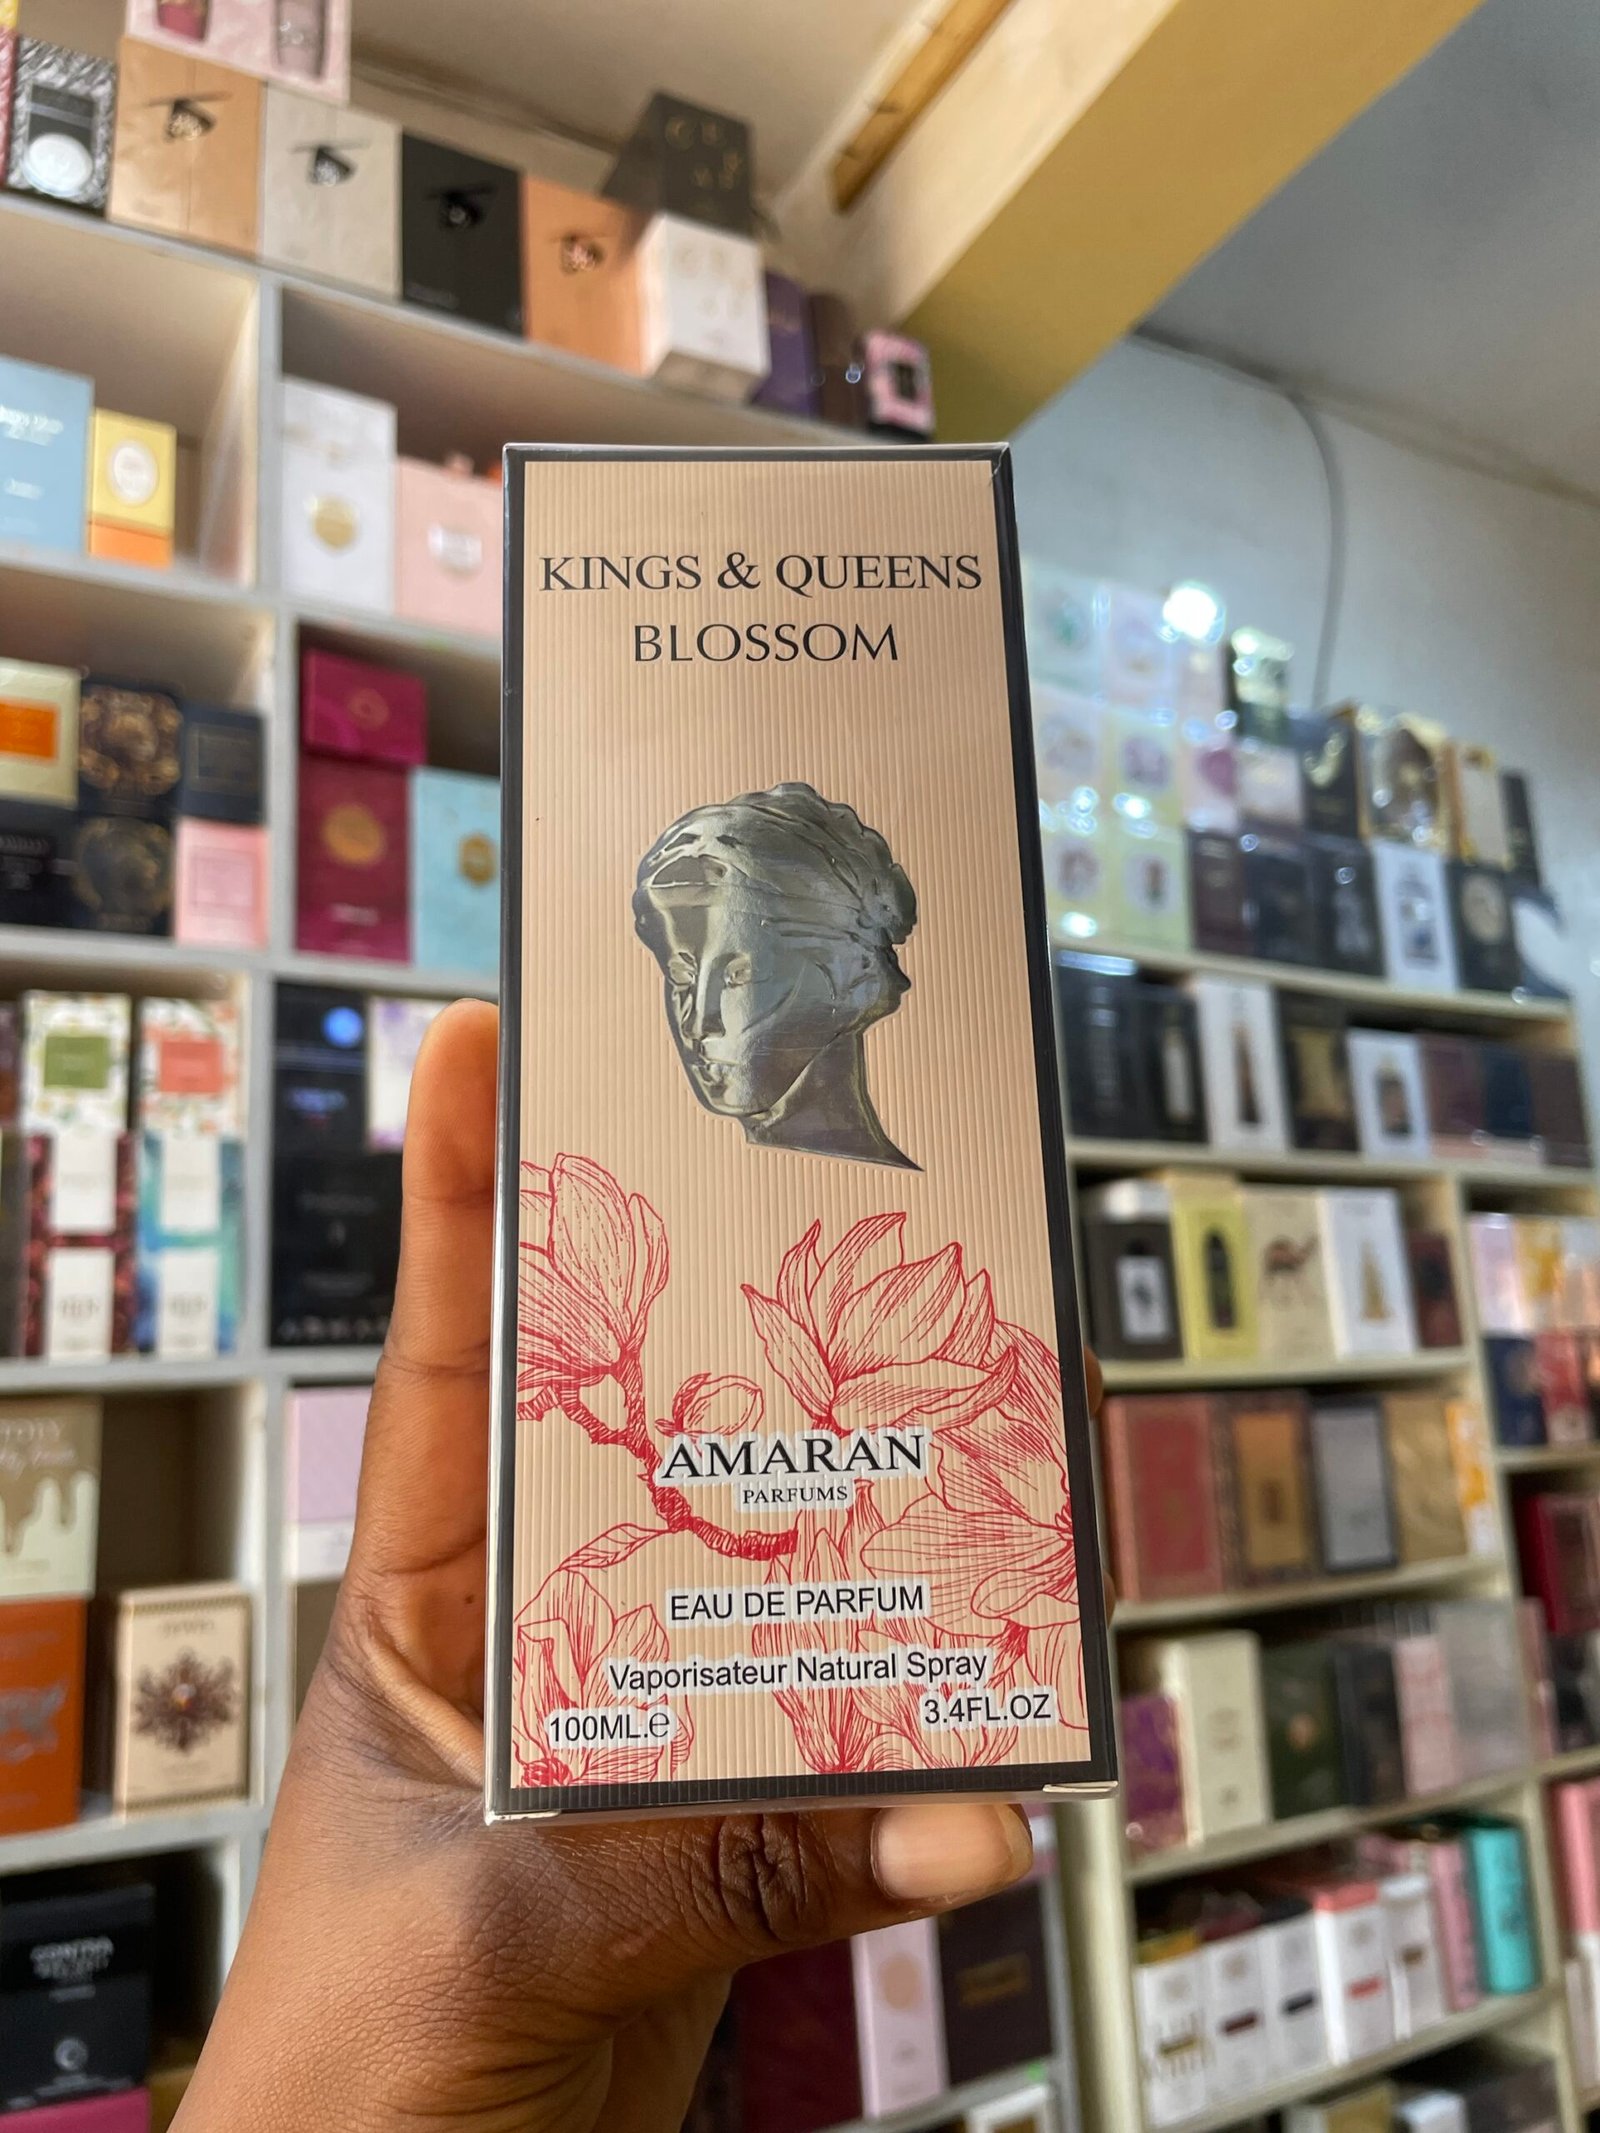 KINGS & QUEENS
BLOSSOM
AMARAN
PARFUMS
EAU DE PARFUM
Vaporisateur Natural Spray
100ML.e
3.4FL.OZ